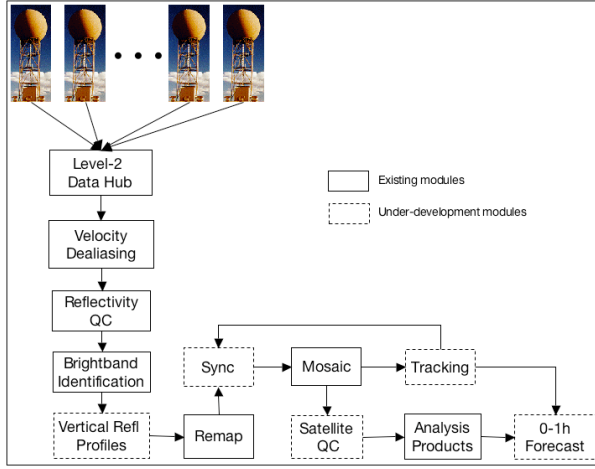 Level-2
Data Hub
Existing modules
Under-development modules
Velocity
Dealiasing
Reflectivity
QC
Brightband
Identification
Sync
Mosaic
Tracking
Vertical Refl
Profiles
Remap
Satellite
QC
Analysis
Products
0-1h
Forecast